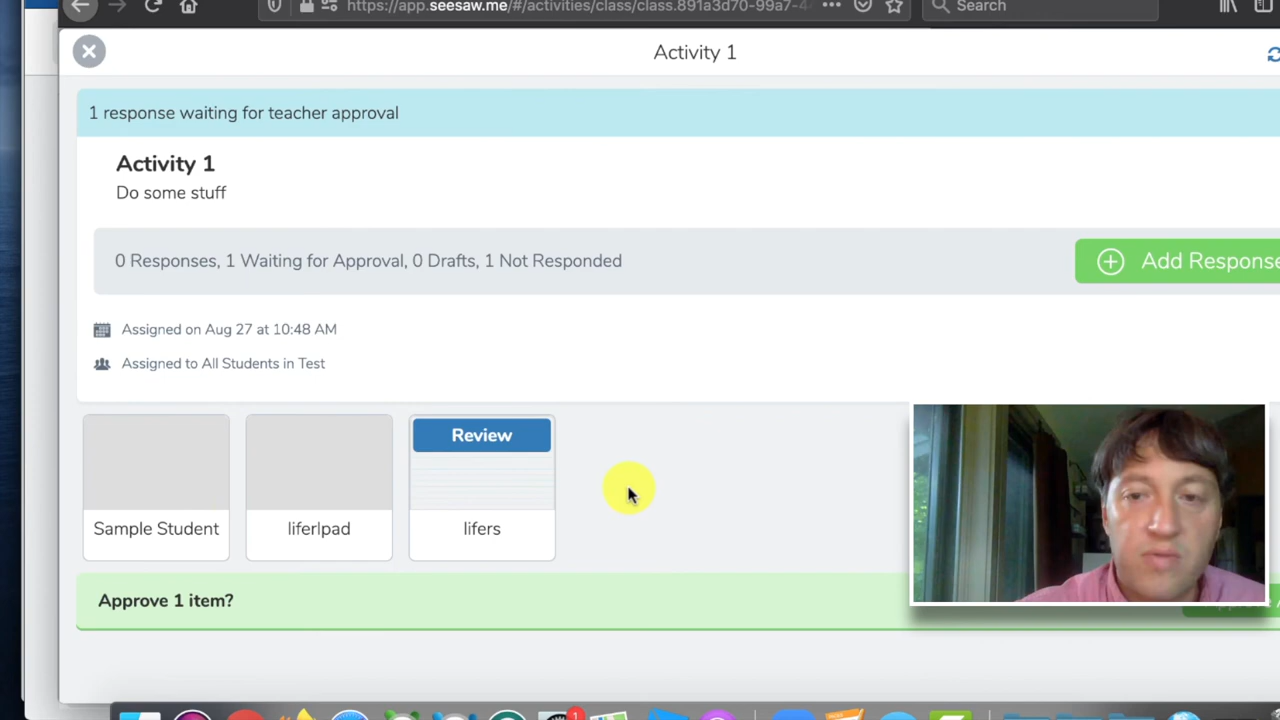 https://app.seesaw.me/#/activities/class/class.891a3d70-99a7-4
Search
Activity 1
1 response waiting for teacher approval
Activity 1
Do some stuff
0 Responses, 1 Waiting for Approval, 0 Drafts, 1 Not Responded
Add Response
Assigned on Aug 27 at 10:48 AM
Assigned to All Students in Test
Review
Sample Student
liferIpad
lifers
Approve 1 item?
1